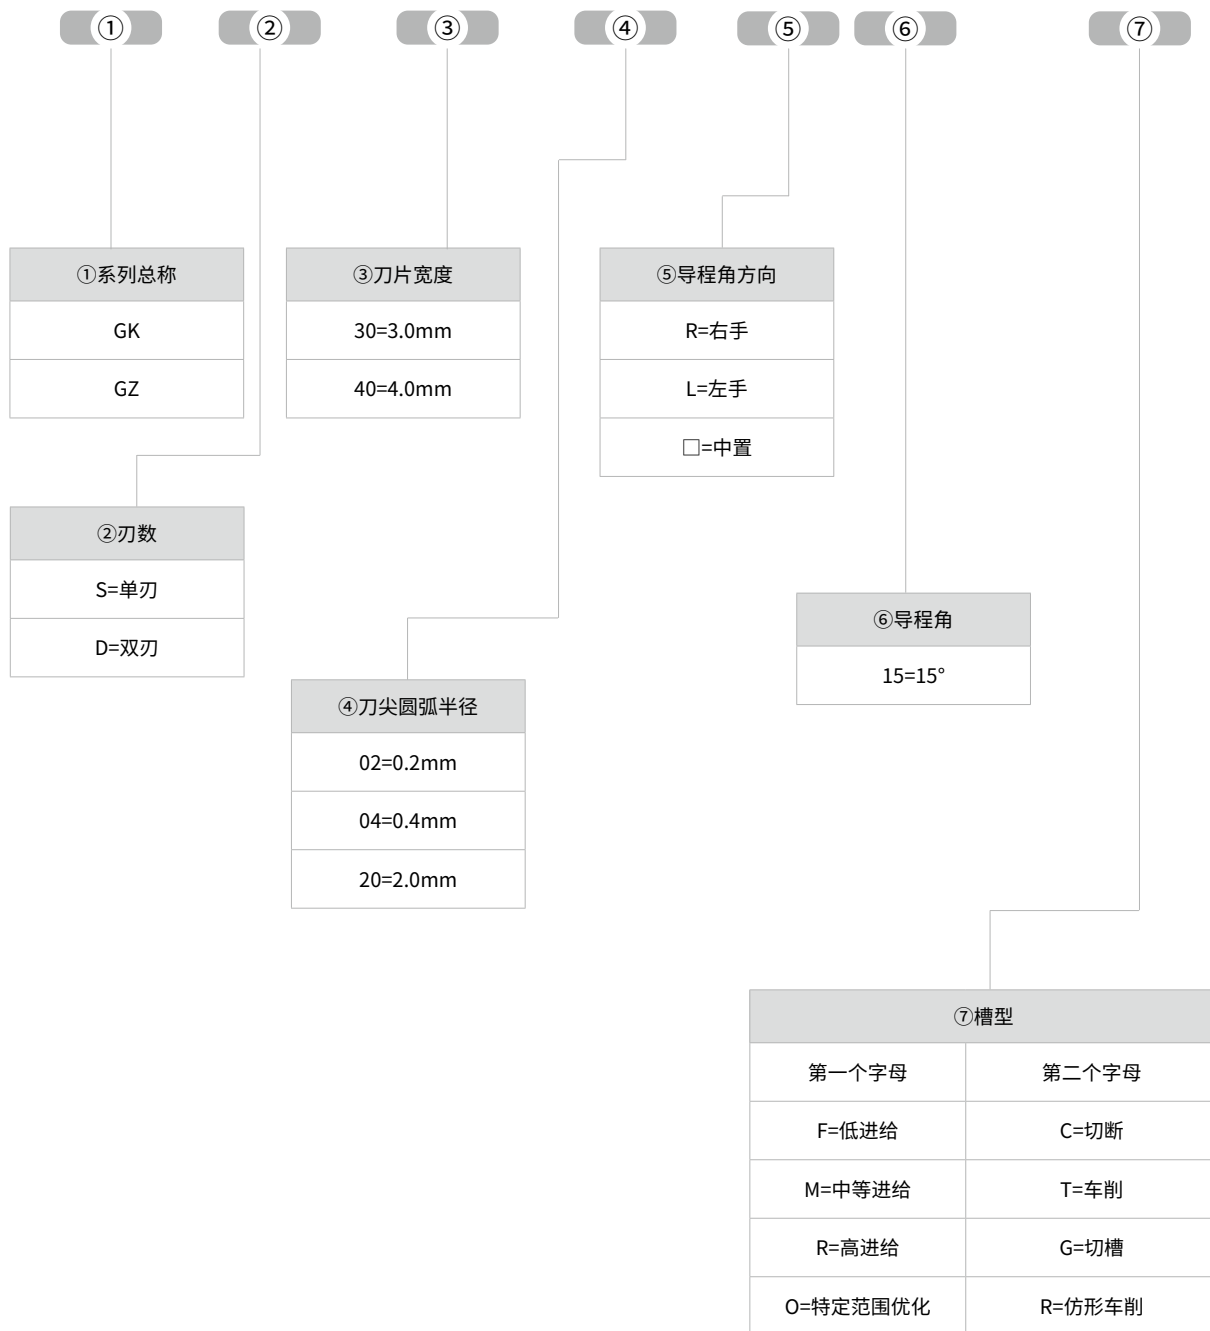 ① ② ③ ④ ⑤ ⑥ ⑦
①系列总称
GK
GZ
②刃数
S=单刃
D=双刃
③刀片宽度
30=3.0mm
40=4.0mm
④刀尖圆弧半径
02=0.2mm
04=0.4mm
20=2.0mm
⑤导程角方向
R=右手
L=左手
□=中置
⑥导程角
15=15°
⑦槽型
第一个字母 第二个字母
F=低进给 C=切断
M=中等进给 T=车削
R=高进给 G=切槽
O=特定范围优化 R=仿形车削